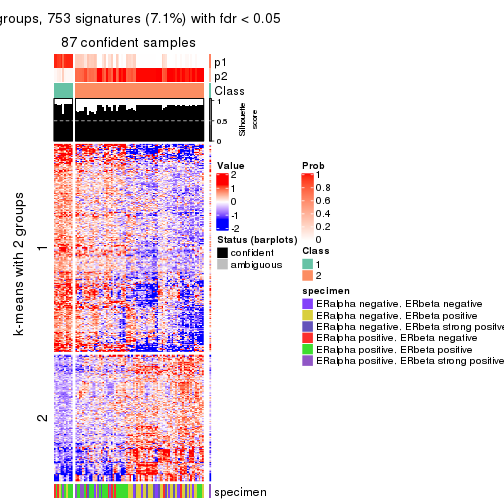 groups, 753 signatures (7.1%) with fdr < 0.05
87 confident samples
p1
p2
Class
1
0.5
0
Silhouette
score
k-means with 2 groups
1
2
Value
2
1
0
-1
-2
Status (barplots)
confident
ambiguous
Prob
1
0.8
0.6
0.4
0.2
0
Class
1
2
specimen
ERalpha negative. ERbeta negative
ERalpha negative. ERbeta positive
ERalpha negative. ERbeta strong positive
ERalpha positive. ERbeta negative
ERalpha positive. ERbeta positive
ERalpha positive. ERbeta strong positive
specimen